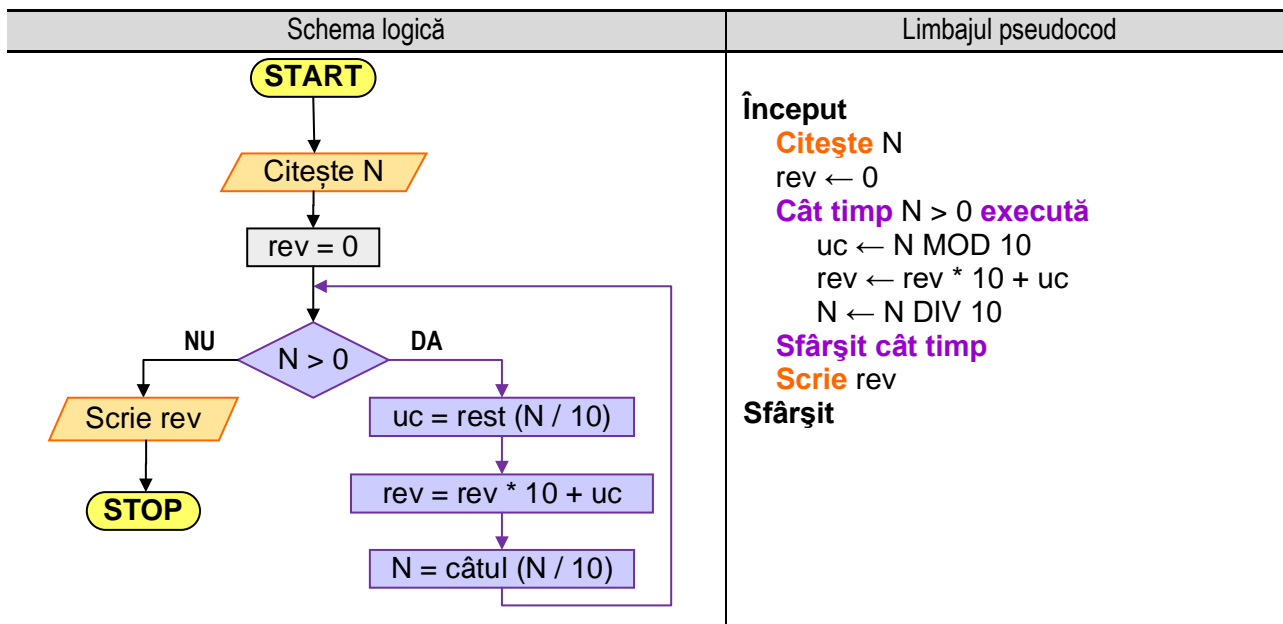 Schema logică
Limbajul pseudocod
START
Citește N
rev = 0
N > 0
NU
DA
Scrie rev
STOP
uc = rest (N / 10)
rev = rev * 10 + uc
N = câtul (N / 10)
Început
Citeşte N
rev ← 0
Cât timp N > 0 execută
uc ← N MOD 10
rev ← rev * 10 + uc
N ← N DIV 10
Sfârşit cât timp
Scrie rev
Sfârşit